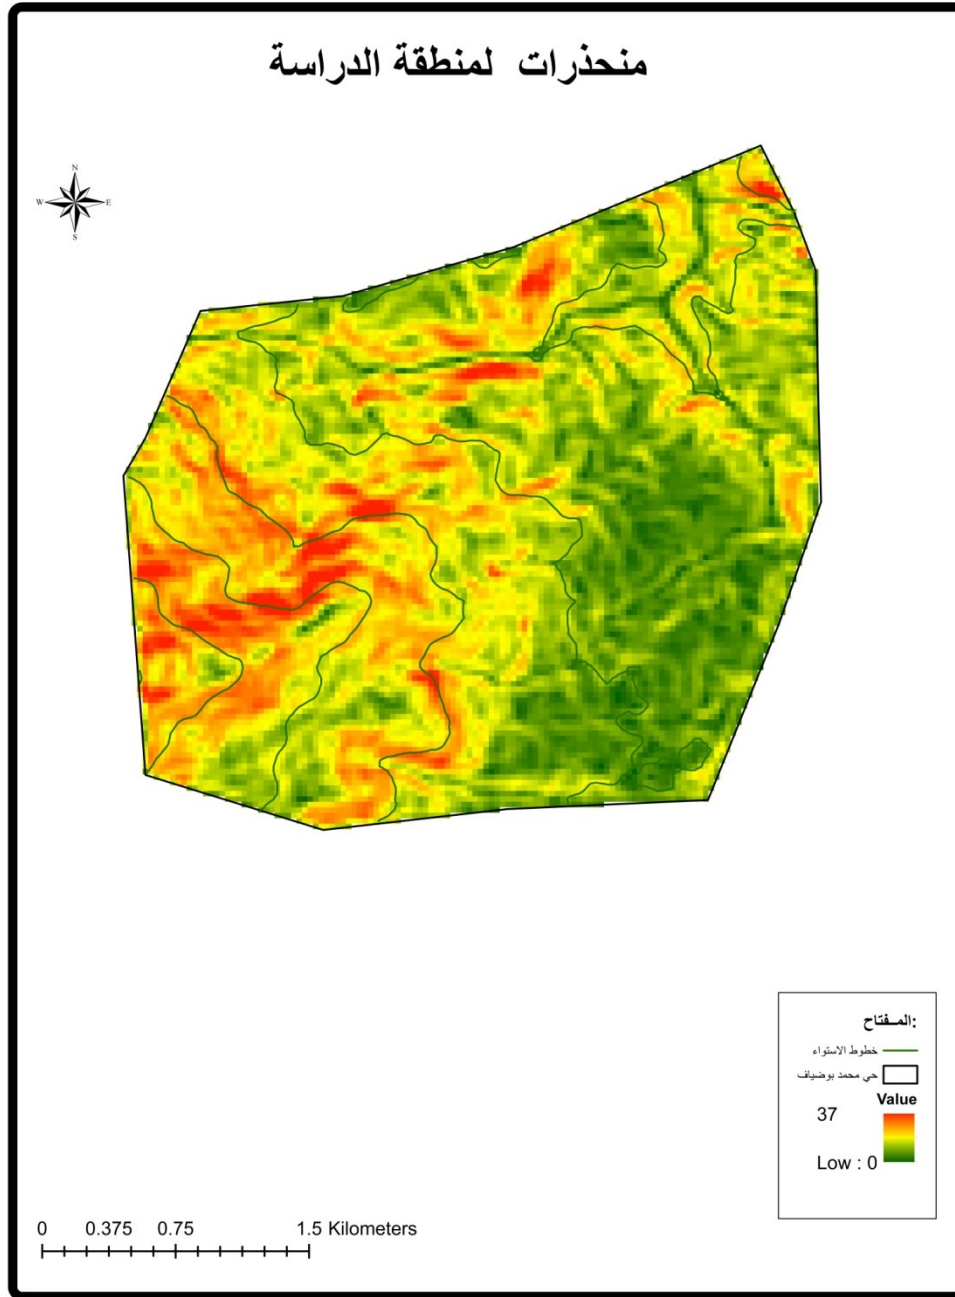 منحذرات لمنطقة الدراسة
N
W E
S
المـفتاح:
خطوط الاستواء
حي محمد بوضياف
Value
37
Low : 0
0 0.375 0.75 1.5 Kilometers